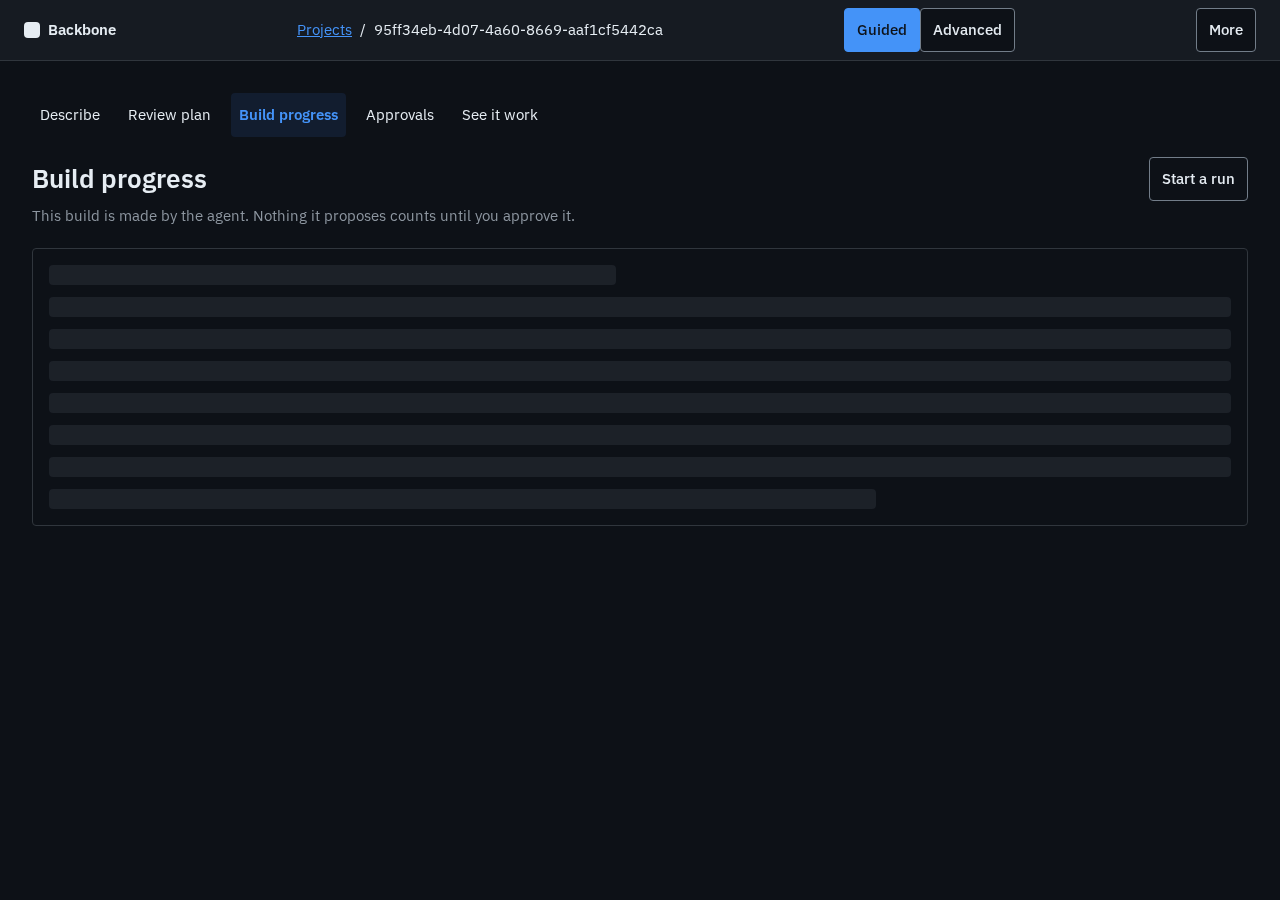 Backbone
Projects / 95ff34eb-4d07-4a60-8669-aaf1cf5442ca
Guided
Advanced
More
Describe
Review plan
Build progress
Approvals
See it work
Build progress
Start a run
This build is made by the agent. Nothing it proposes counts until you approve it.